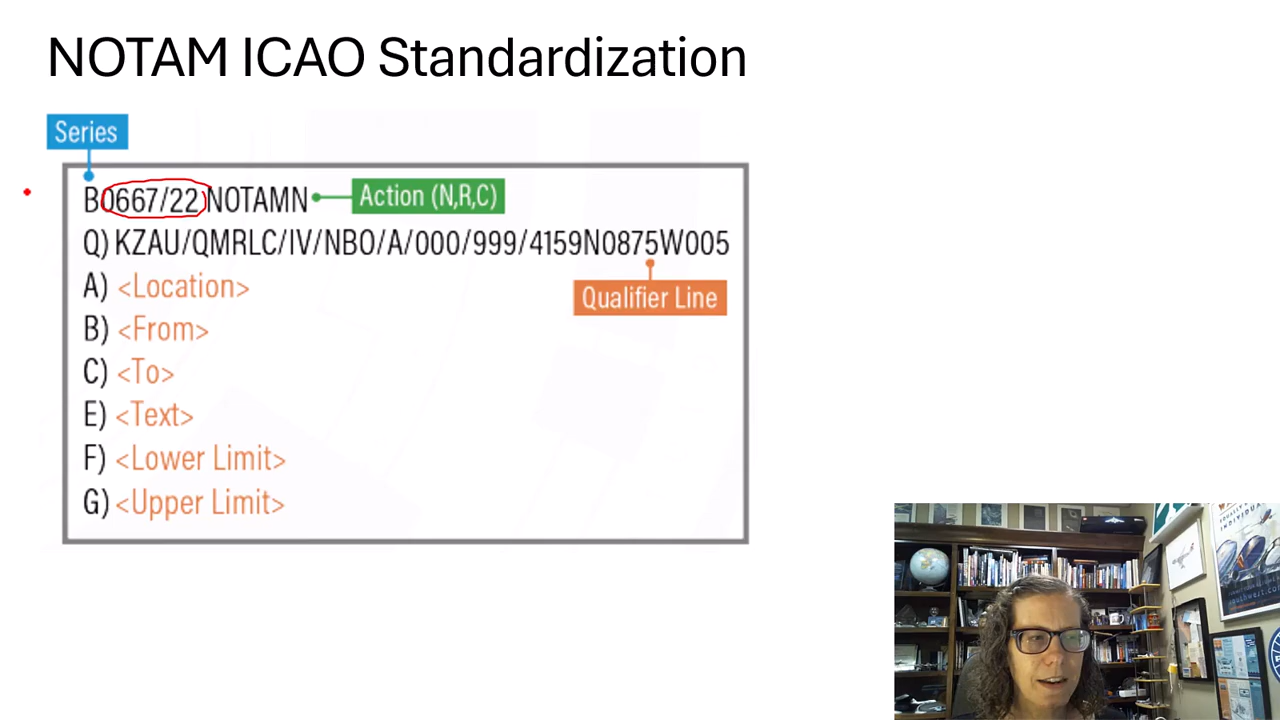 NOTAM ICAO Standardization
Series
B0667/22 NOTAMN
Action (N,R,C)
Q) KZAU/QMRLC/IV/NBO/A/000/999/4159N0875W005
A) <Location>
Qualifier Line
B) <From>
C) <To>
E) <Text>
F) <Lower Limit>
G) <Upper Limit>